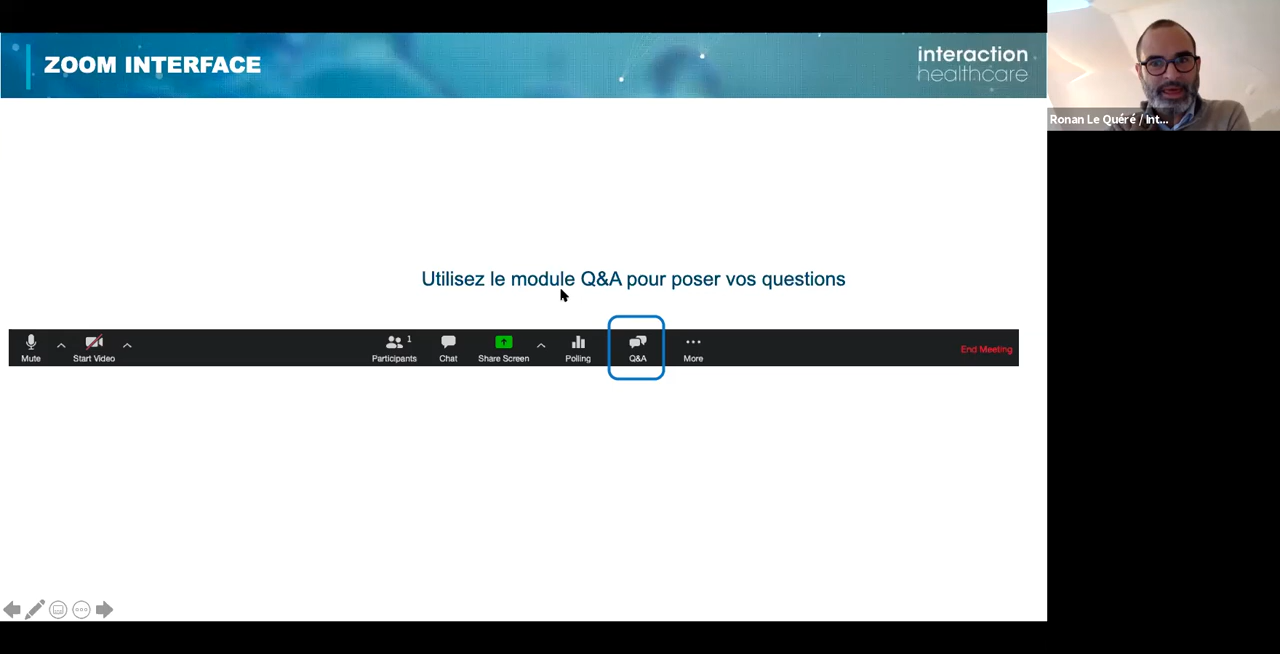 ZOOM INTERFACE
interaction
healthcare
Ronan Le Quéré / Int...
Utilisez le module Q&A pour poser vos questions
Mute
Start Video
Participants
1
Chat
Share Screen
Polling
Q&A
More
End Meeting